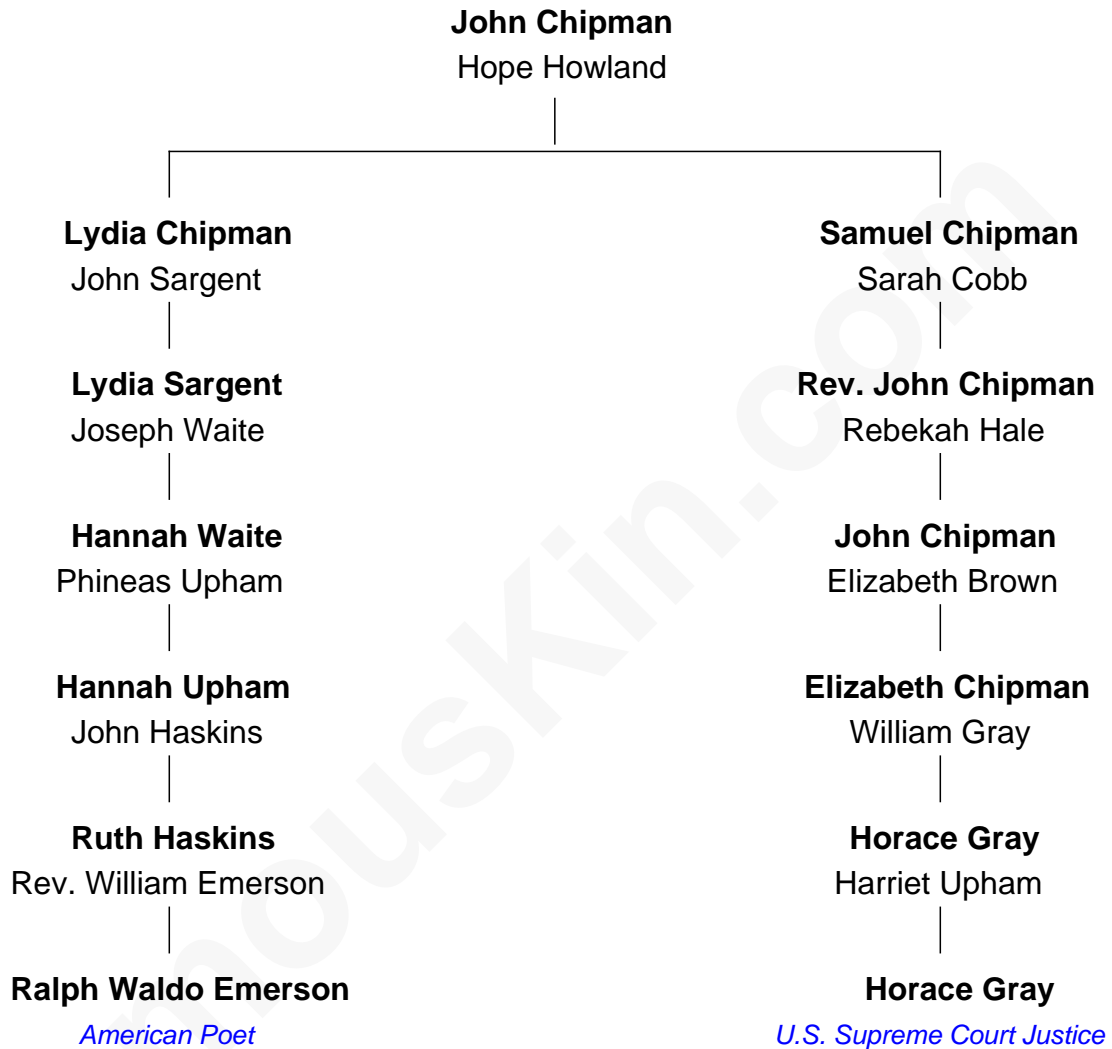 John Chipman
Hope Howland
Lydia Chipman
John Sargent
Samuel Chipman
Sarah Cobb
Lydia Sargent
Joseph Waite
Rev. John Chipman
Rebekah Hale
Hannah Waite
Phineas Upham
John Chipman
Elizabeth Brown
Hannah Upham
John Haskins
Elizabeth Chipman
William Gray
Ruth Haskins
Rev. William Emerson
Horace Gray
Harriet Upham
Ralph Waldo Emerson
American Poet
Horace Gray
U.S. Supreme Court Justice
mousKin.com